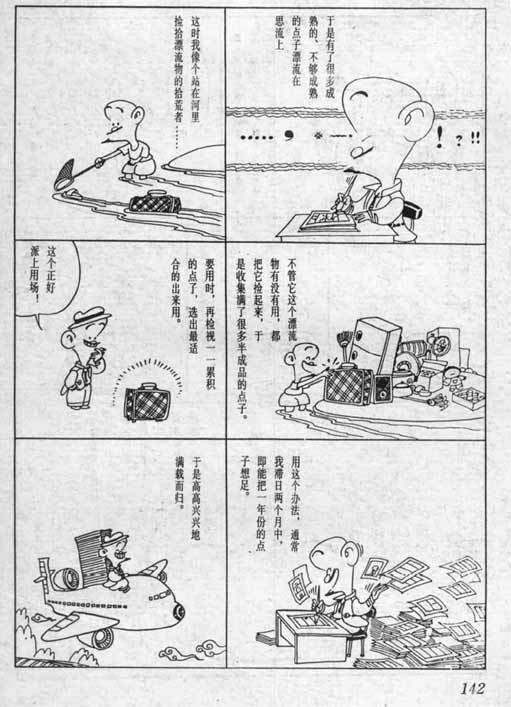 于是有了很多成
熟的、不够成熟
的点子漂流在
思流上
·····，*—·
！？！！
这时我像个站在河里
捡拾漂流物的拾荒者
……
不管它这个漂流
物有没有用，都
把它捡起来，于
是收集满了很多半成品的点子。
要用时，再检视一一累积
的点子，选出最适
合的出来用。
这个正好
派上用场！
用这个办法，通常
我滞日两个月中，
即能把一年份的点
子想足。
于是高高兴兴地
满载而归。
142